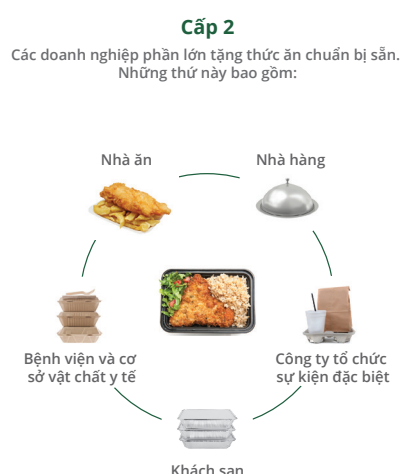 Cấp 2
Các doanh nghiệp phần lớn tặng thức ăn chuẩn bị sẵn.
Những thứ này bao gồm:
Nhà ăn
Nhà hàng
Bệnh viện và cơ
sở vật chất y tế
Công ty tổ chức
sự kiện đặc biệt
Khách sạn